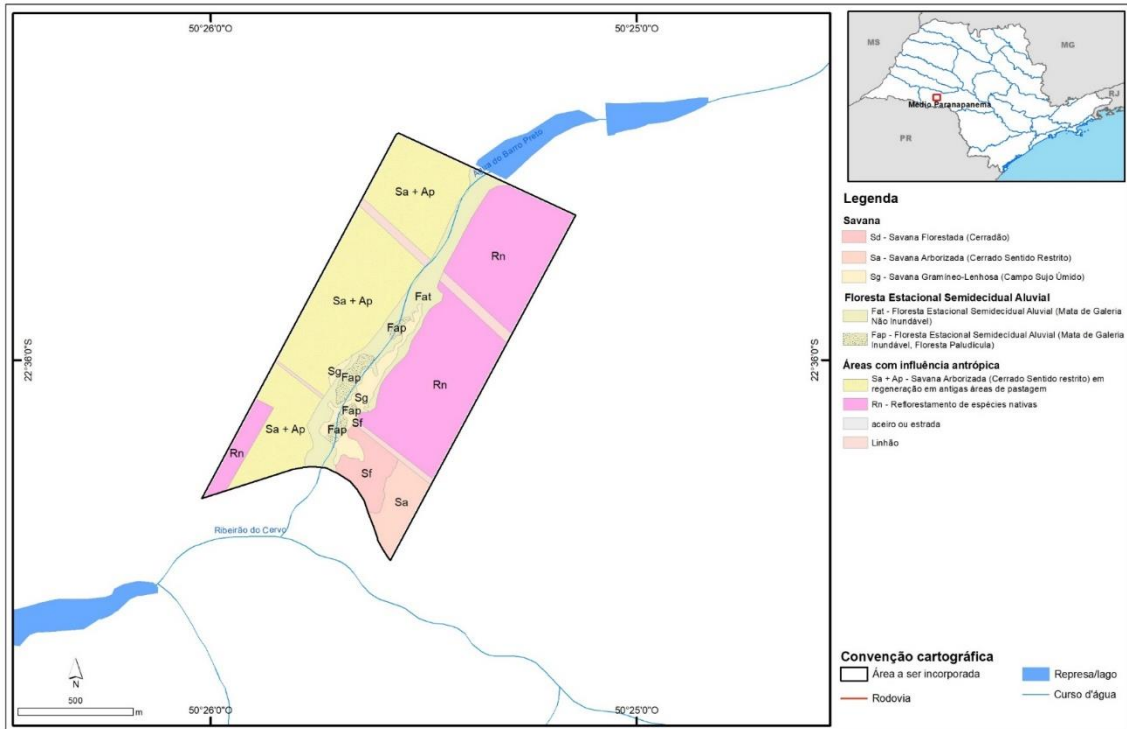 50°26'0"O
50°25'0"O
22°36'0"S
22°36'0"S
Água do Barro Preto
Sa + Ap
Rn
Sa + Ap
Fat
Fap
Rn
Sg
Fap
Sg
Fap
Sf
Fap
Sa + Ap
Rn
Sf
Sa
Ribeirão do Cervo
N
500
m
50°26'0"O
50°25'0"O
MS
MG
RJ
Médio Paranapanema
PR
Legenda
Savana
Sd - Savana Florestada (Cerradão)
Sa - Savana Arborizada (Cerrado Sentido Restrito)
Sg - Savana Gramíneo-Lenhosa (Campo Sujo Úmido)
Floresta Estacional Semidecidual Aluvial
Fat - Floresta Estacional Semidecidual Aluvial (Mata de Galeria
Não Inundável)
Fap - Floresta Estacional Semidecidual Aluvial (Mata de Galeria
Inundável, Floresta Paludícula)
Áreas com influência antrópica
Sa + Ap - Savana Arborizada (Cerrado Sentido restrito) em
regeneração em antigas áreas de pastagem
Rn - Reflorestamento de espécies nativas
aceiro ou estrada
Linhão
Convenção cartográfica
Área a ser incorporada
Represa/lago
Rodovia
Curso d'água